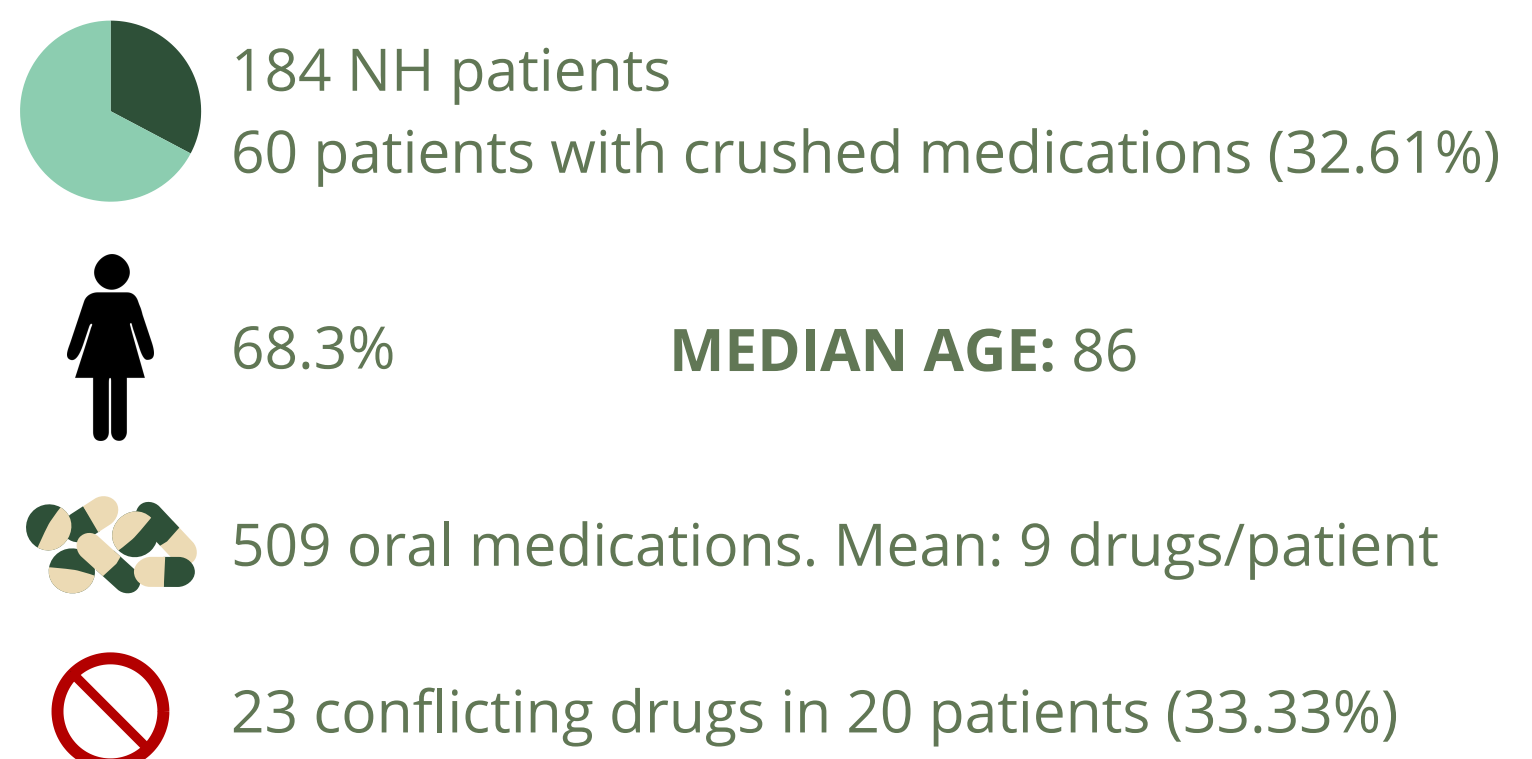 184 NH patients
60 patients with crushed medications (32.61%)
68.3%
MEDIAN AGE: 86
509 oral medications. Mean: 9 drugs/patient
23 conflicting drugs in 20 patients (33.33%)